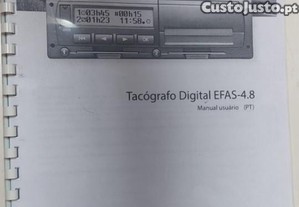 CustoJusto.pt
1▯03h45 ▯00h15
2▯01h23 11:58
Tacógrafo Digital EFAS-4.8
Manual usuário (PT)